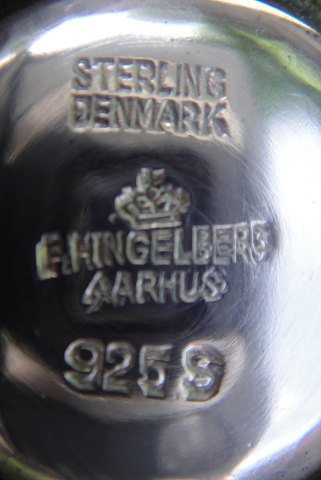 STERLING
DENMARK
F.HINGELBERG
AARHUS
925S